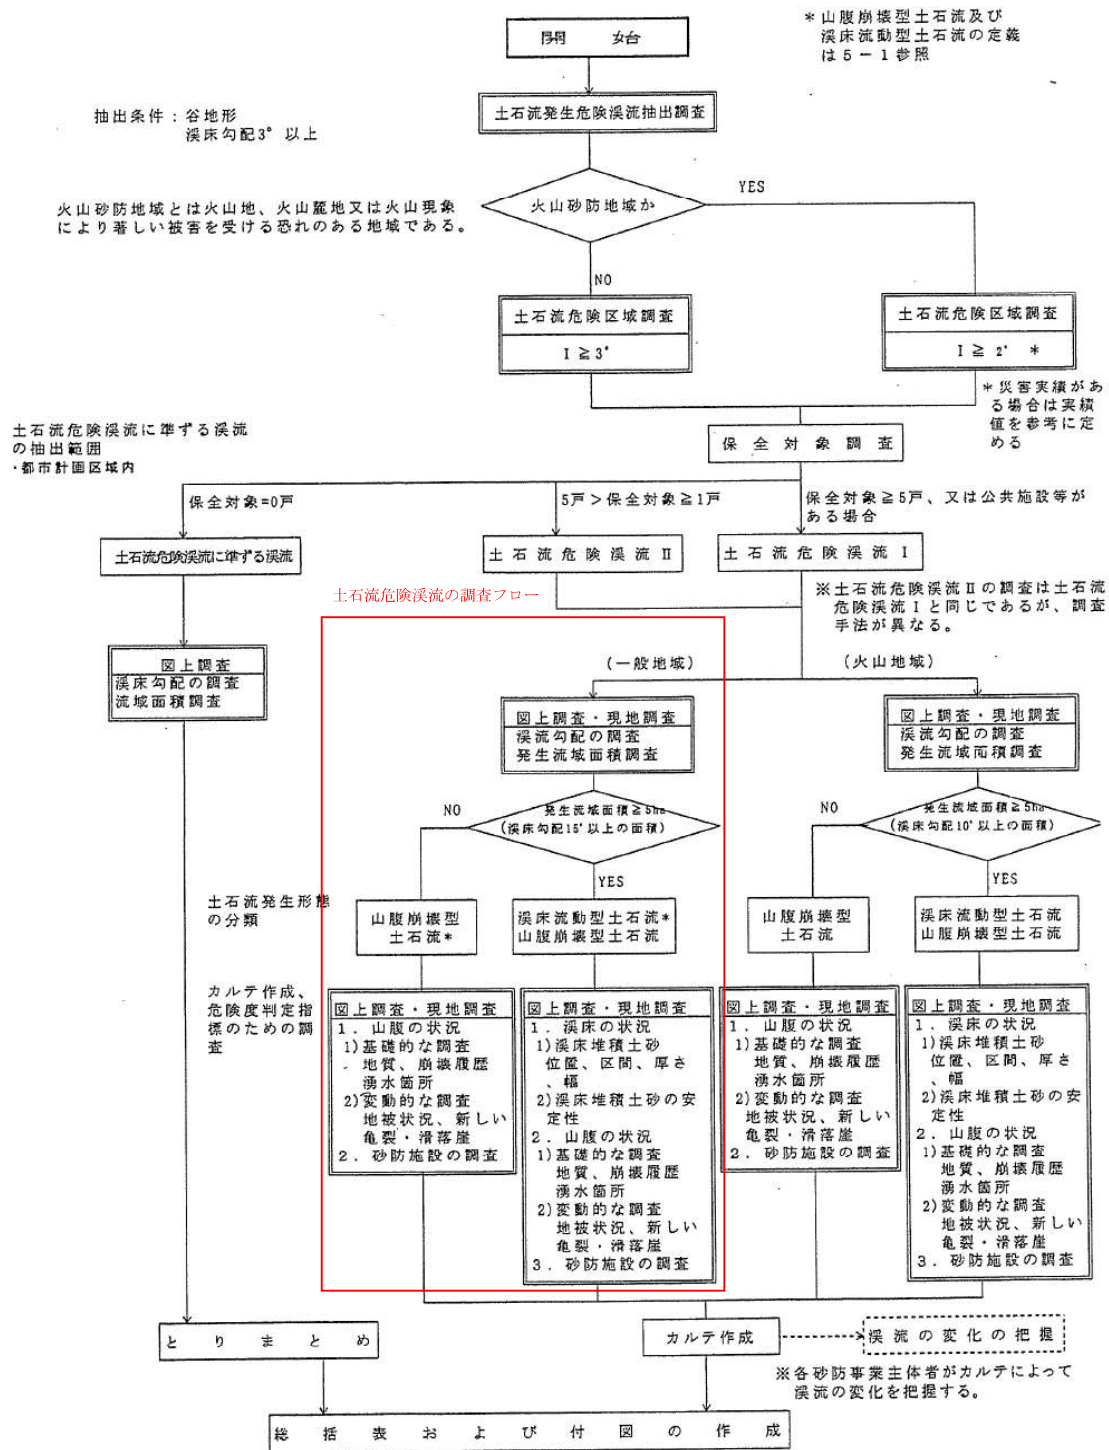 開　始
＊山腹崩壊型土石流及び
渓床流動型土石流の定義
は５－１参照
抽出条件：谷地形
渓床勾配3°以上
土石流発生危険渓流抽出調査
火山砂防地域とは火山地、火山麓地又は火山現象
により著しい被害を受ける恐れのある地域である。
火山砂防地域か
YES
NO
土石流危険区域調査
I ≧ 3°
土石流危険区域調査
I ≧ 2° ＊
＊災害実績があ
る場合は実績
値を参考に定
める
土石流危険渓流に準ずる渓流
の抽出範囲
・都市計画区域内
保全対象調査
保全対象=0戸
5戸＞保全対象≧1戸
保全対象≧5戸、又は公共施設等が
ある場合
土石流危険渓流に準ずる渓流
土石流危険渓流Ⅱ
土石流危険渓流Ⅰ
※土石流危険渓流Ⅱの調査は土石流
危険渓流Ⅰと同じであるが、調査
手法が異なる。
土石流危険渓流の調査フロー
図上調査
渓床勾配の調査
流域面積調査
(一般地域)
(火山地域)
図上調査・現地調査
渓流勾配の調査
発生流域面積調査
図上調査・現地調査
渓流勾配の調査
発生流域面積調査
NO
発生流域面積≧5ha
(渓床勾配15°以上の面積)
YES
NO
発生流域面積≧5ha
(渓床勾配10°以上の面積)
YES
土石流発生形態
の分類
山腹崩壊型
土石流＊
渓床流動型土石流＊
山腹崩壊型土石流
山腹崩壊型
土石流
渓床流動型土石流
山腹崩壊型土石流
カルテ作成、
危険度判定指
標のための調
査
図上調査・現地調査
１．山腹の状況
1)基礎的な調査
地質、崩壊履歴
湧水箇所
2)変動的な調査
地被状況、新しい
亀裂・滑落崖
２．砂防施設の調査
図上調査・現地調査
１．渓床の状況
1)渓床堆積土砂
位置、区間、厚さ
、幅
2)渓床堆積土砂の安
定性
２．山腹の状況
1)基礎的な調査
地質、崩壊履歴
湧水箇所
2)変動的な調査
地被状況、新しい
亀裂・滑落崖
３．砂防施設の調査
図上調査・現地調査
１．山腹の状況
1)基礎的な調査
地質、崩壊履歴
湧水箇所
2)変動的な調査
地被状況、新しい
亀裂・滑落崖
２．砂防施設の調査
図上調査・現地調査
１．渓床の状況
1)渓床堆積土砂
位置、区間、厚さ
、幅
2)渓床堆積土砂の安
定性
２．山腹の状況
1)基礎的な調査
地質、崩壊履歴
湧水箇所
2)変動的な調査
地被状況、新しい
亀裂・滑落崖
３．砂防施設の調査
とりまとめ
カルテ作成
渓流の変化の把握
※各砂防事業主体者がカルテによって
渓流の変化を把握する。
総括表および付図の作成